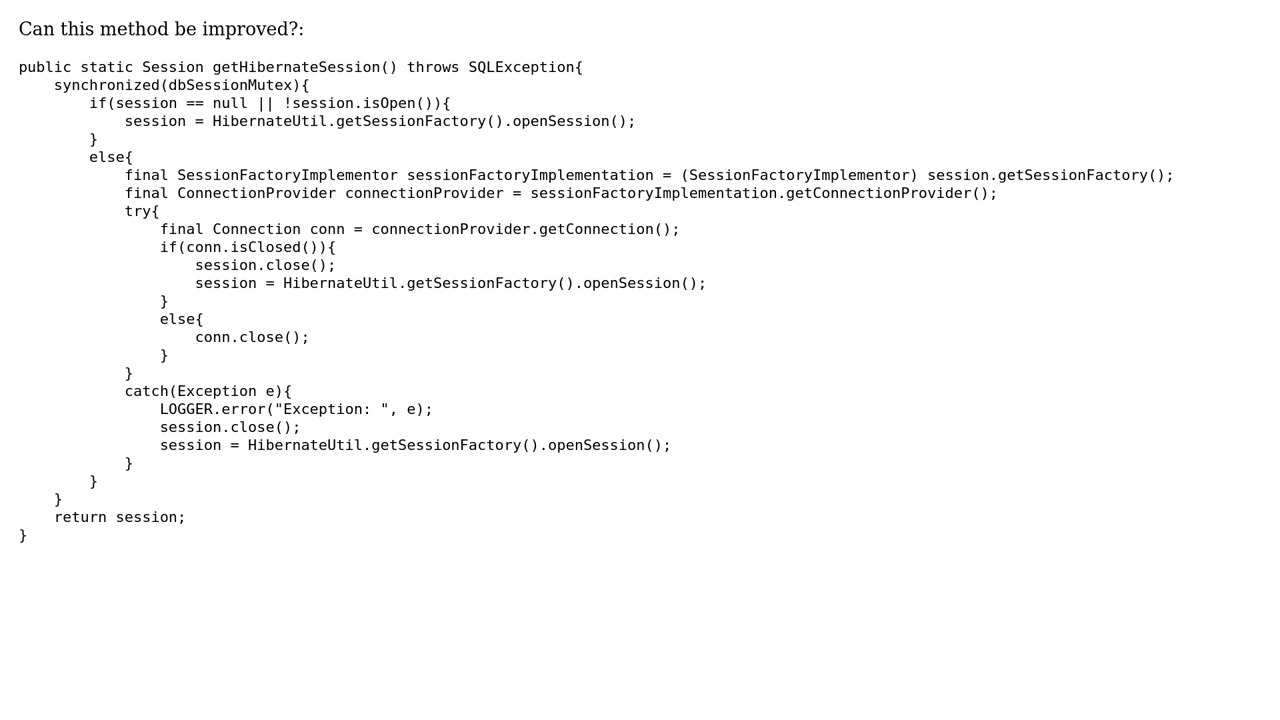 Can this method be improved?:
public static Session getHibernateSession() throws SQLException{
    synchronized(dbSessionMutex){
        if(session == null || !session.isOpen()){
            session = HibernateUtil.getSessionFactory().openSession();
        }
        else{
            final SessionFactoryImplementor sessionFactoryImplementation = (SessionFactoryImplementor) session.getSessionFactory();
            final ConnectionProvider connectionProvider = sessionFactoryImplementation.getConnectionProvider();
            try{
                final Connection conn = connectionProvider.getConnection();
                if(conn.isClosed()){
                    session.close();
                    session = HibernateUtil.getSessionFactory().openSession();
                }
                else{
                    conn.close();
                }
            }
            catch(Exception e){
                LOGGER.error("Exception: ", e);
                session.close();
                session = HibernateUtil.getSessionFactory().openSession();
            }
        }
    }
    return session;
}